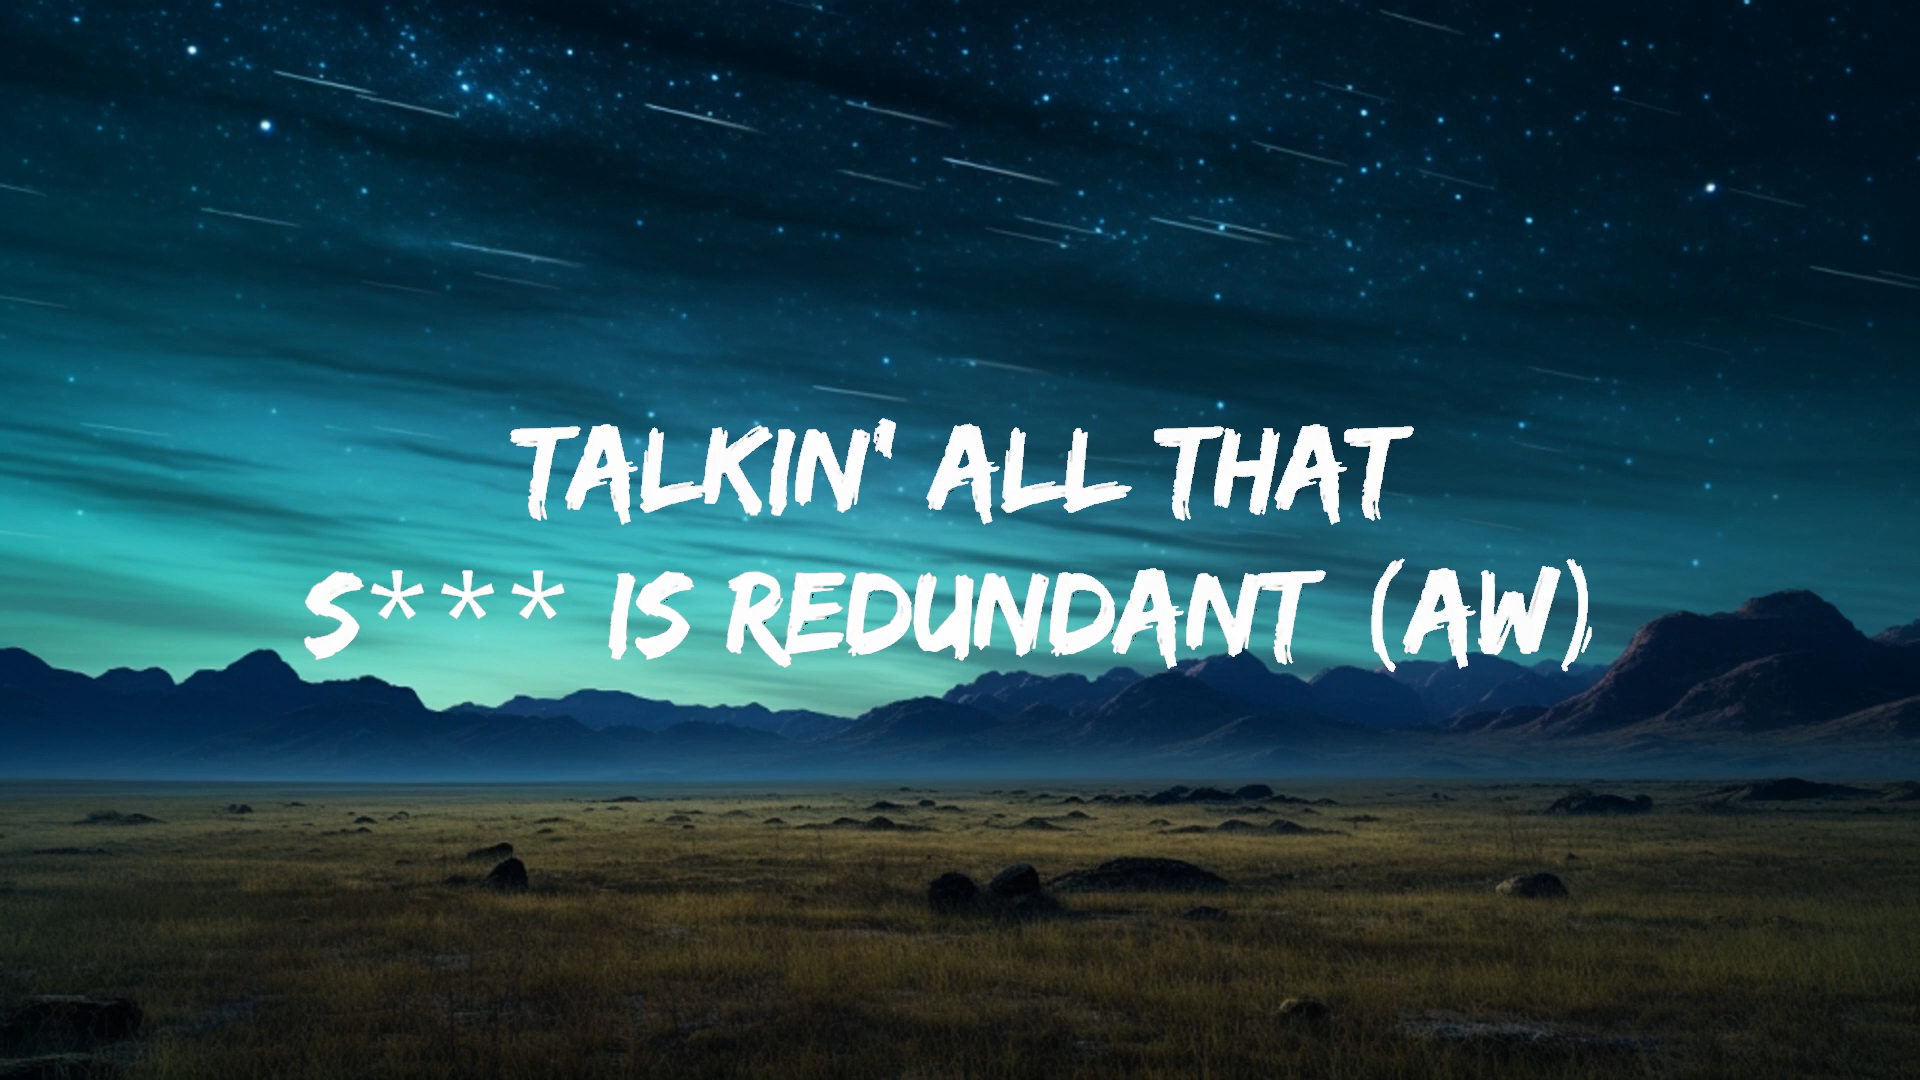 TALKIN' ALL THAT
S*** IS REDUNDANT (AW)